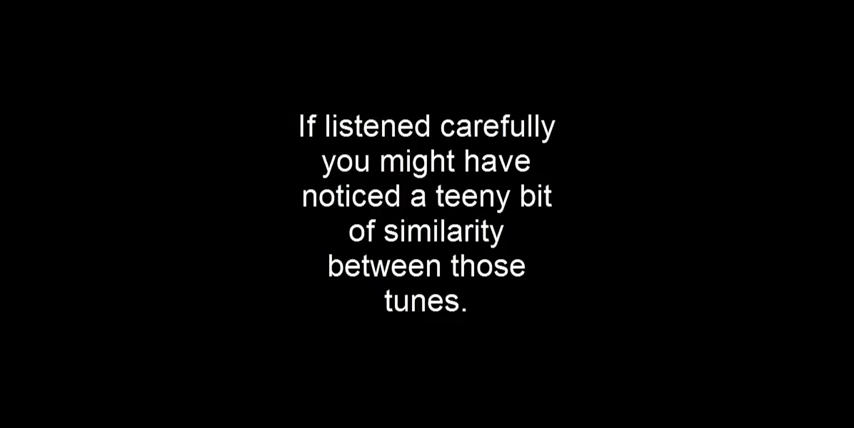 If listened carefully
you might have
noticed a teeny bit
of similarity
between those
tunes.